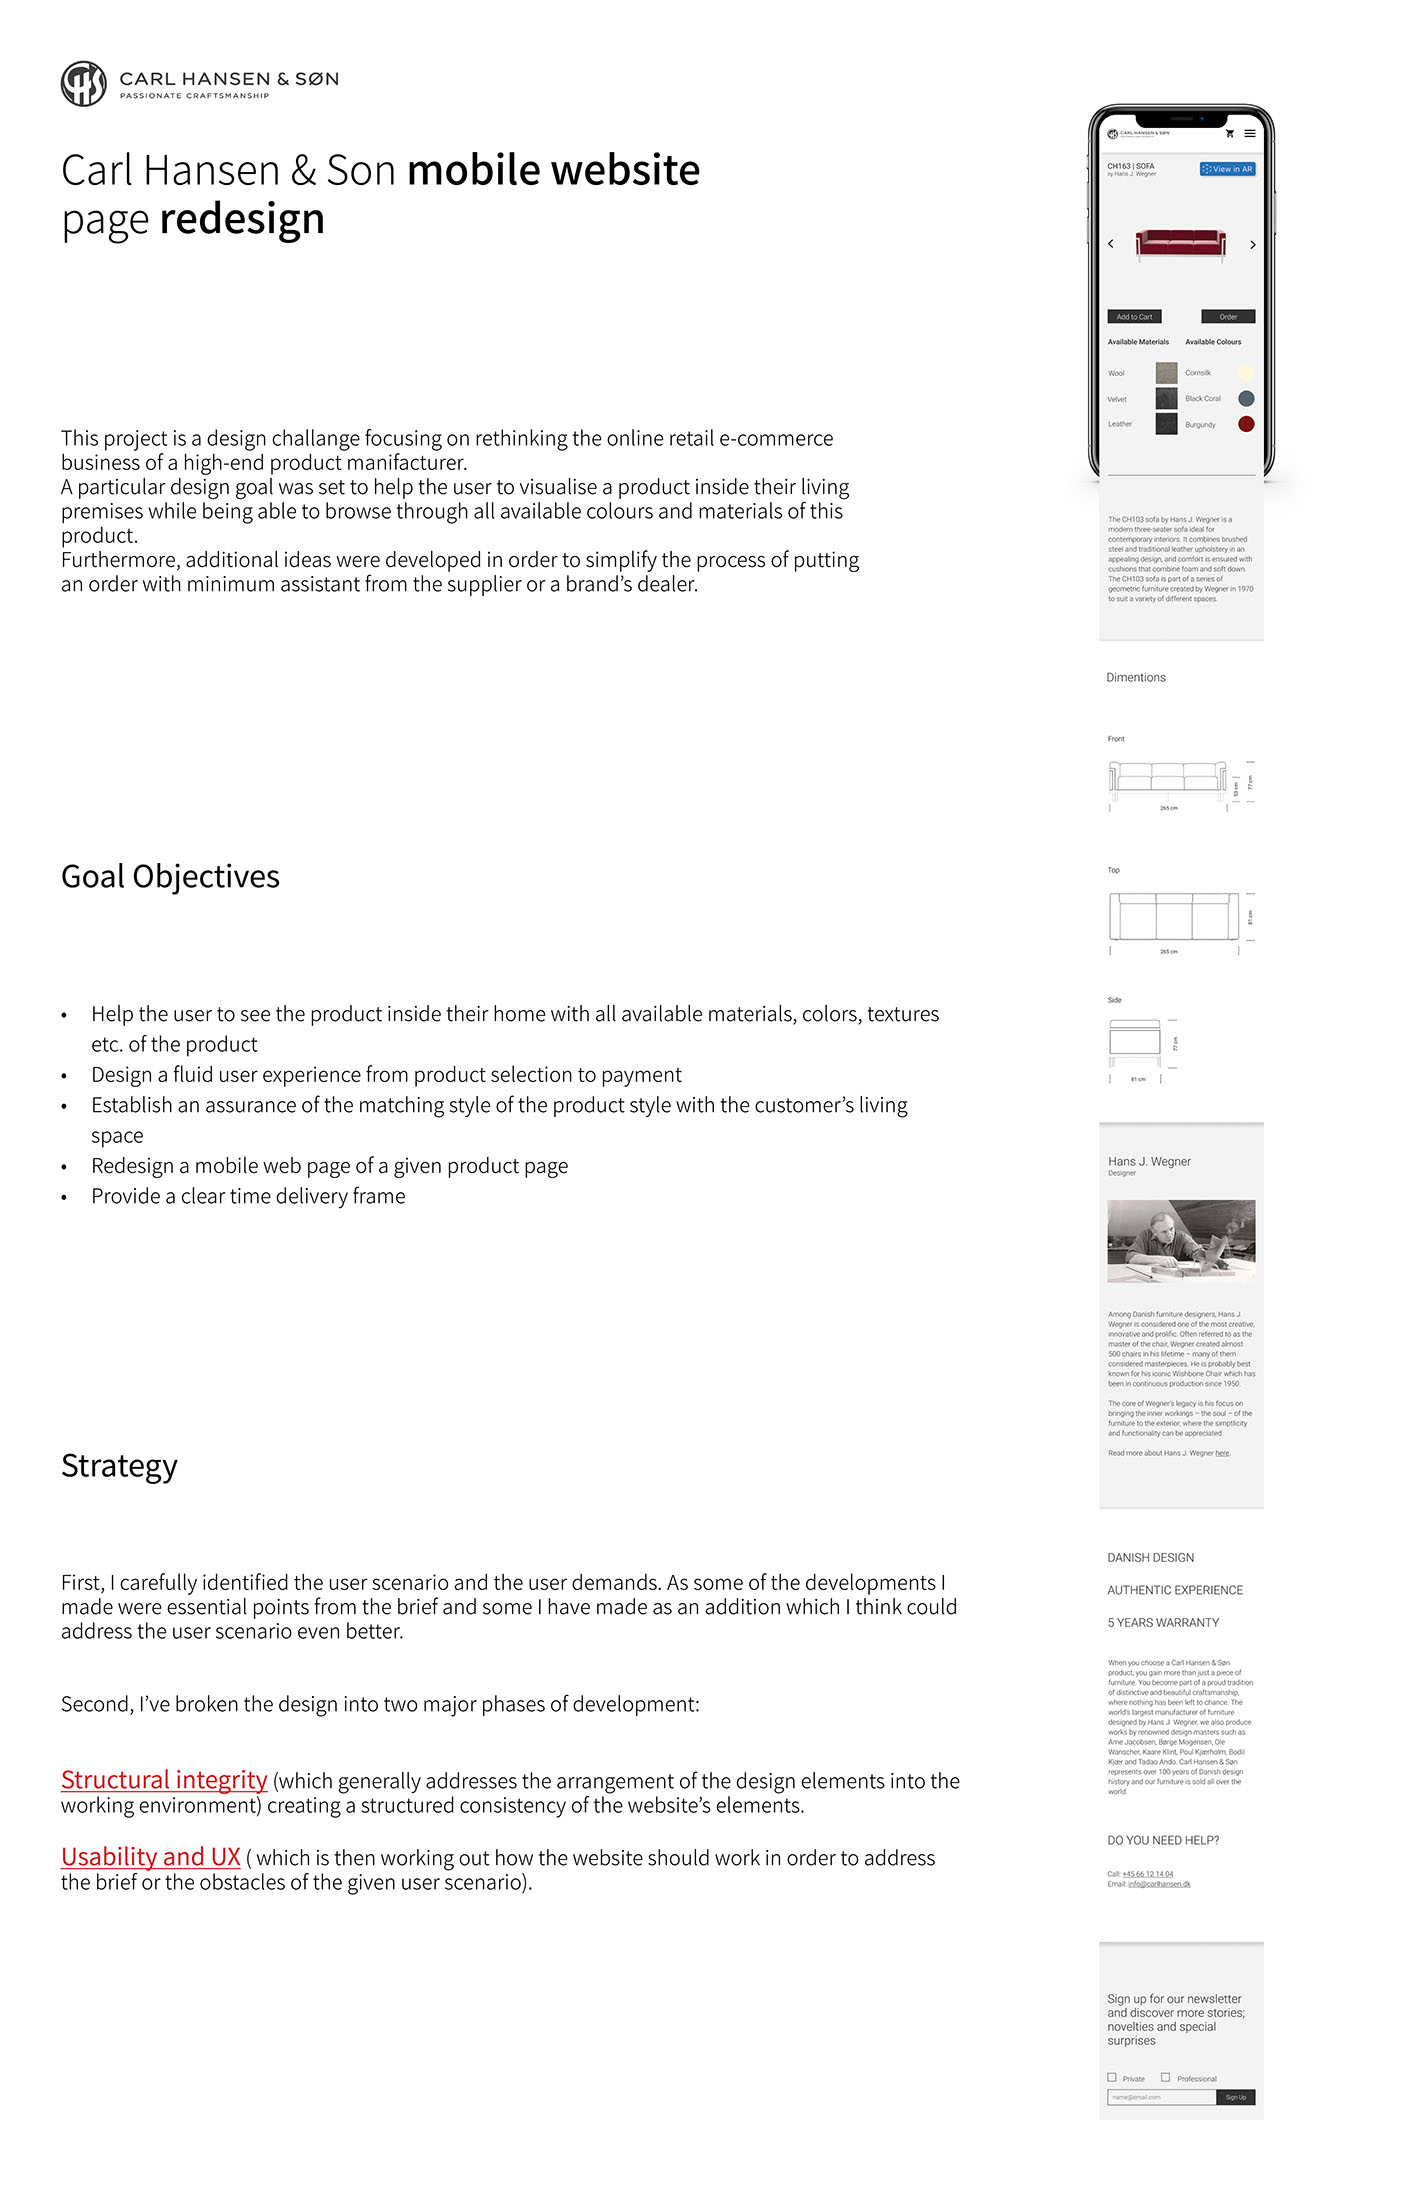 CARL HANSEN & SØN
PASSIONATE CRAFTSMANSHIP
Carl Hansen & Son mobile website
page redesign
This project is a design challange focusing on rethinking the online retail e-commerce
business of a high-end product manifacturer.
A particular design goal was set to help the user to visualise a product inside their living
premises while being able to browse through all available colours and materials of this
product.
Furthermore, additional ideas were developed in order to simplify the process of putting
an order with minimum assistant from the supplier or a brand’s dealer.
Goal Objectives
• Help the user to see the product inside their home with all available materials, colors, textures
etc. of the product
• Design a fluid user experience from product selection to payment
• Establish an assurance of the matching style of the product style with the customer’s living
space
• Redesign a mobile web page of a given product page
• Provide a clear time delivery frame
Strategy
First, I carefully identified the user scenario and the user demands. As some of the developments I
made were essential points from the brief and some I have made as an addition which I think could
address the user scenario even better.
Second, I’ve broken the design into two major phases of development:
Structural integrity (which generally addresses the arrangement of the design elements into the
working environment) creating a structured consistency of the website’s elements.
Usability and UX ( which is then working out how the website should work in order to address
the brief or the obstacles of the given user scenario).
CARL HANSEN & SØN
CH163 | SOFA
by Hans J. Wegner
View in AR
Add to Cart
Order
Available Materials
Available Colours
Wool
Cornsilk
Velvet
Black Coral
Leather
Burgundy
The CH103 sofa by Hans J. Wegner is a
modern three-seater sofa ideal for
contemporary interiors. It combines brushed
steel and traditional leather upholstery in an
appealing design, and comfort is ensured with
cushions that combine foam and soft down.
The CH103 sofa is part of a series of
geometric furniture created by Wegner in 1970
to suit a variety of different spaces.
Dimentions
Front
53 cm
77 cm
265 cm
Top
81 cm
265 cm
Side
77 cm
81 cm
Hans J. Wegner
Designer
Among Danish furniture designers, Hans J.
Wegner is considered one of the most creative,
innovative and prolific. Often referred to as the
master of the chair, Wegner created almost
500 chairs in his lifetime – many of them
considered masterpieces. He is probably best
known for his iconic Wishbone Chair which has
been in continuous production since 1950.
The core of Wegner’s legacy is his focus on
bringing the inner workings – the soul – of the
furniture to the exterior, where the simptlicity
and functionality can be appreciated.
Read more about Hans J. Wegner here.
DANISH DESIGN
AUTHENTIC EXPERIENCE
5 YEARS WARRANTY
When you choose a Carl Hansen & Søn
product, you gain more than just a piece of
furniture. You become part of a proud tradition
of distinctive and beautiful craftsmanship,
where nothing has been left to chance. The
world’s largest manufacturer of furniture
designed by Hans J. Wegner, we also produce
works by renowned design masters such as
Arne Jacobsen, Børge Mogensen, Ole
Wanscher, Kaare Klint, Poul Kjærholm, Bodil
Kjær and Tadao Ando. Carl Hansen & Søn
represents over 100 years of Danish design
history and our furniture is sold all over the
world.
DO YOU NEED HELP?
Call: +45 66 12 14 04
Email: info@carlhansen.dk
Sign up for our newsletter
and discover more stories;
novelties and special
surprises
Private
Professional
name@email.com
Sign Up